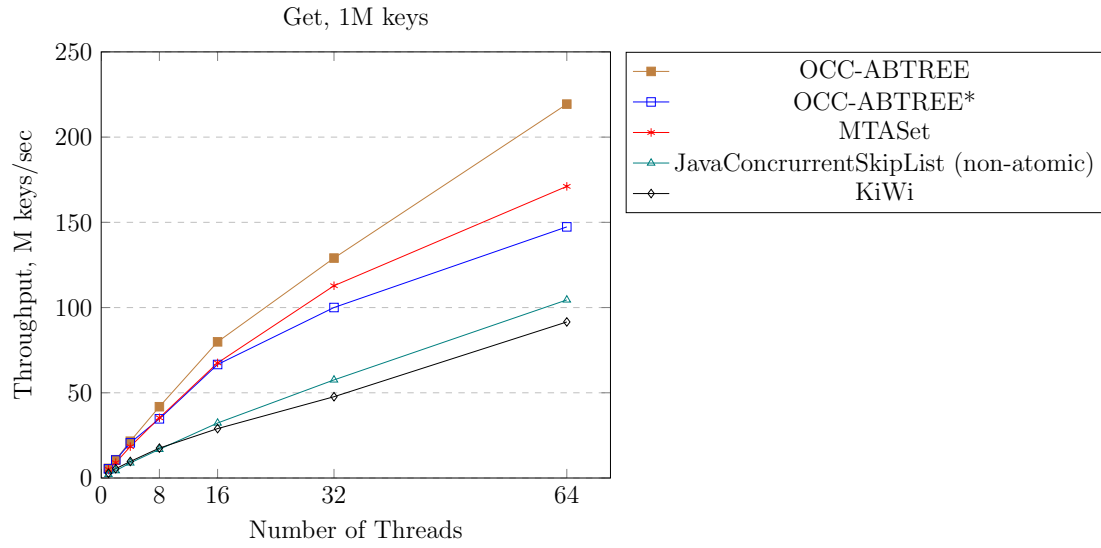 Get, 1M keys
250
200
150
100
50
0
0
8
16
32
64
Throughput, M keys/sec
Number of Threads
OCC-ABTREE
OCC-ABTREE*
MTASet
JavaConcrurrentSkipList (non-atomic)
KiWi